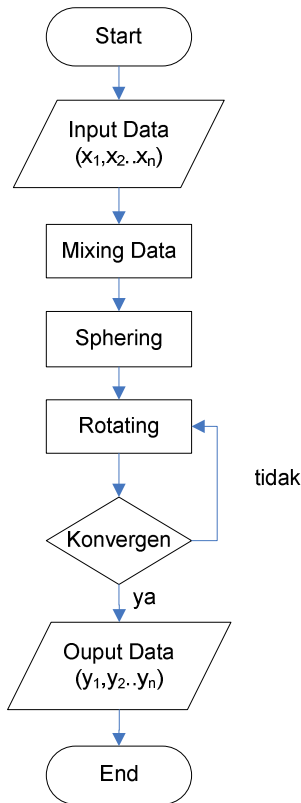 Start
Input Data
(x₁,x₂..xₙ)
Mixing Data
Sphering
Rotating
tidak
Konvergen
ya
Ouput Data
(y₁,y₂..yₙ)
End